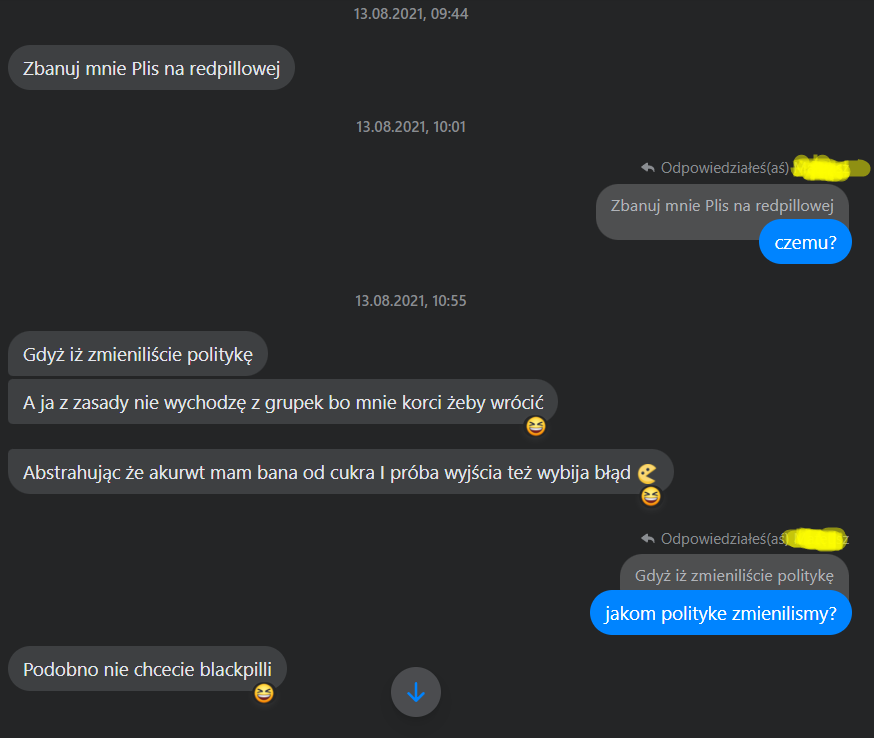 13.08.2021, 09:44
Zbanuj mnie Plis na redpillowej
13.08.2021, 10:01
Odpowiedziałeś(aś)
Zbanuj mnie Plis na redpillowej
czemu?
13.08.2021, 10:55
Gdyż iż zmieniliście politykę
A ja z zasady nie wychodzę z grupek bo mnie korci żeby wrócić
Abstrahując że akurwt mam bana od cukra I próba wyjścia też wybija błąd
Odpowiedziałeś(aś)
Gdyż iż zmieniliście politykę
jakom polityke zmienilismy?
Podobno nie chcecie blackpilli